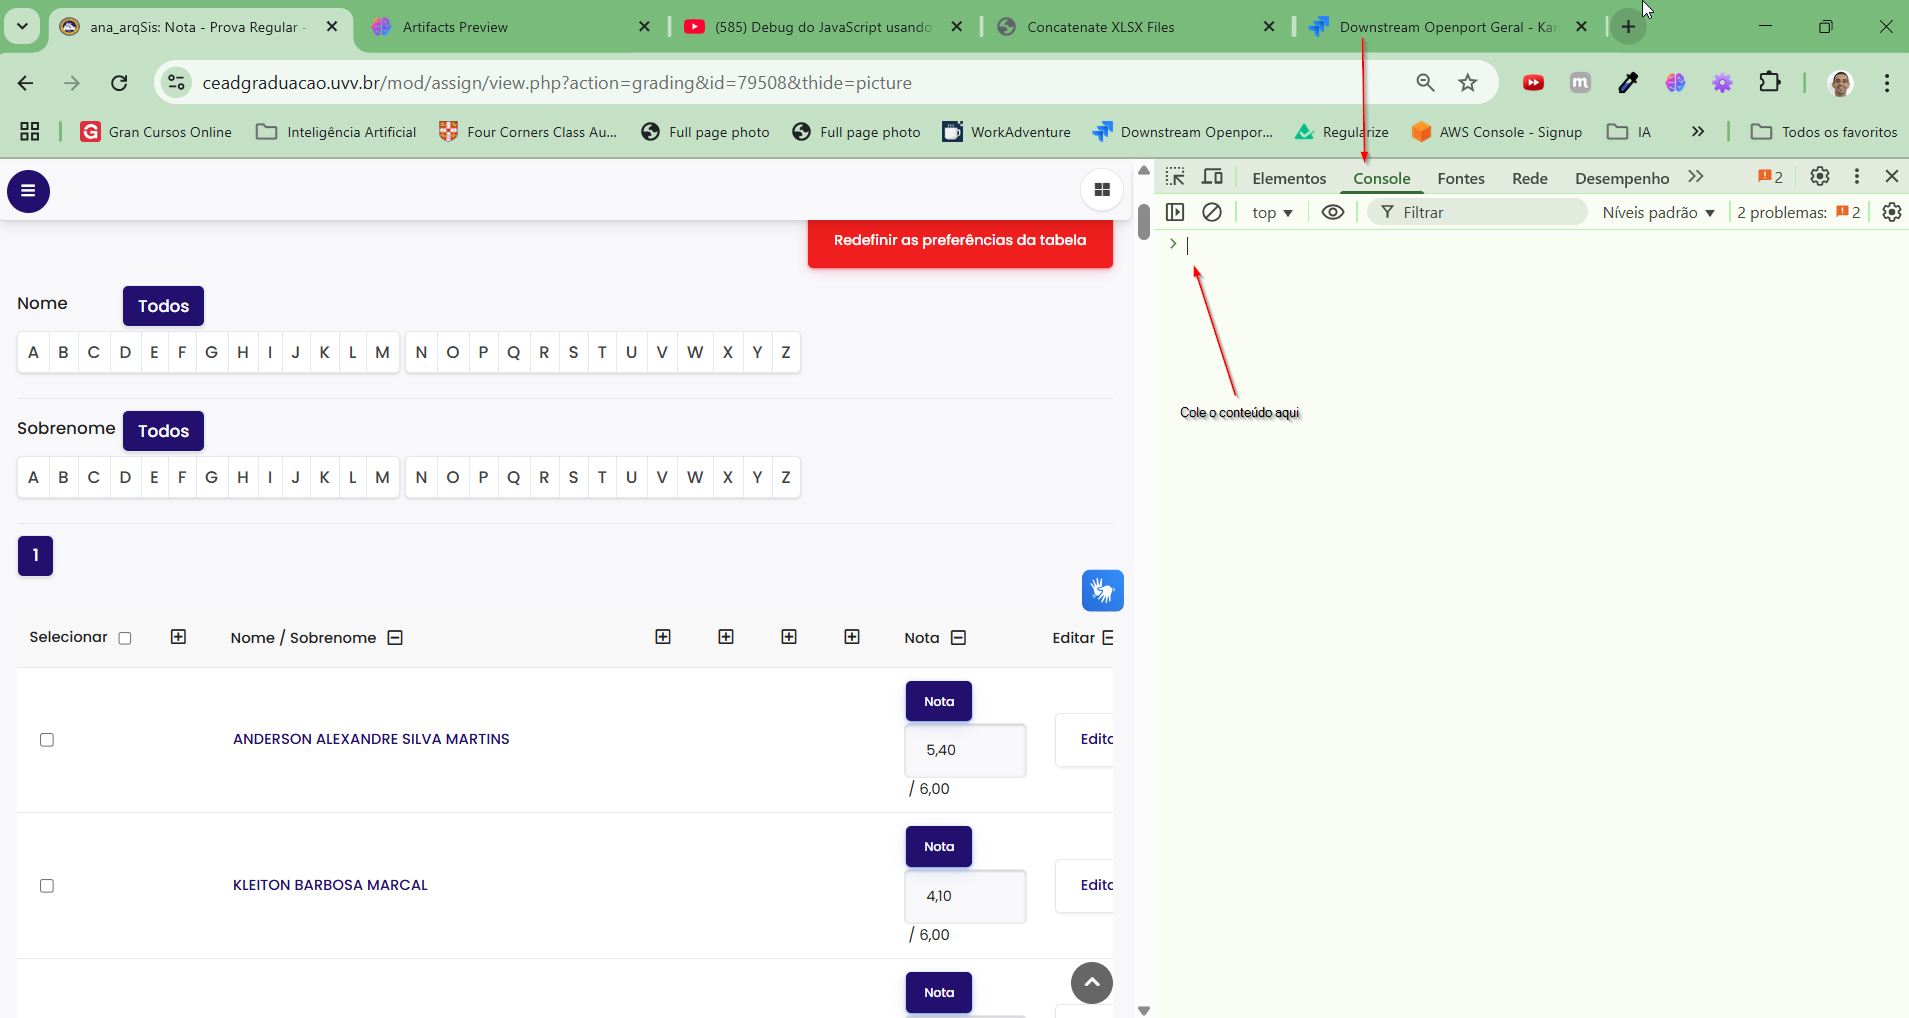 ana_arqSis: Nota - Prova Regular -
Artifacts Preview
(585) Debug do JavaScript usando
Concatenate XLSX Files
Downstream Openport Geral - Kan
ceadgraduacao.uvv.br/mod/assign/view.php?action=grading&id=79508&thide=picture
m
G Gran Cursos Online
Inteligência Artificial
Four Corners Class Au...
Full page photo
Full page photo
WorkAdventure
Downstream Openpor...
Regularize
AWS Console - Signup
IA
Todos os favoritos
Elementos Console Fontes Rede Desempenho 2
top Filtrar Níveis padrão 2 problemas: 2
Redefinir as preferências da tabela
Cole o conteúdo aqui
Nome Todos
A B C D E F G H I J K L M N O P Q R S T U V W X Y Z
Sobrenome Todos
A B C D E F G H I J K L M N O P Q R S T U V W X Y Z
1
Selecionar Nome / Sobrenome Nota Editar
Nota
ANDERSON ALEXANDRE SILVA MARTINS 5,40 Edita
/ 6,00
Nota
KLEITON BARBOSA MARCAL 4,10 Edita
/ 6,00
Nota